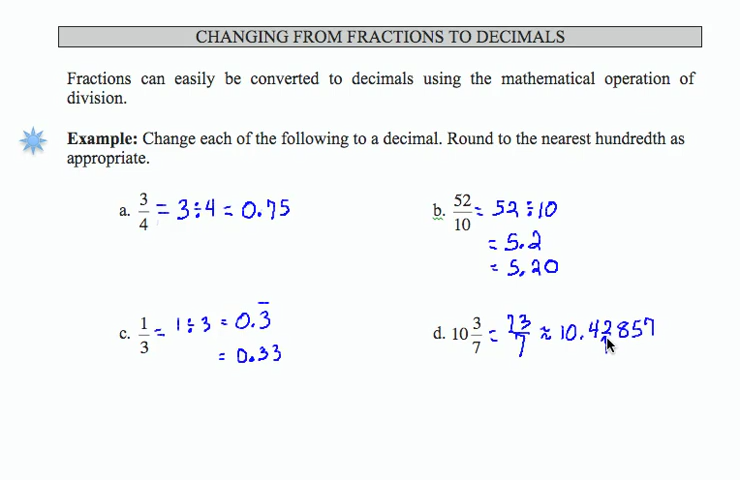 CHANGING FROM FRACTIONS TO DECIMALS
Fractions can easily be converted to decimals using the mathematical operation of
division.
Example: Change each of the following to a decimal. Round to the nearest hundredth as
appropriate.
a. 3/4 = 3÷4 = 0.75
b. 52/10 = 52÷10
= 5.2
= 5.20
c. 1/3 = 1÷3 = 0.3̅
= 0.33
d. 10 3/7 = 73/7 ≈ 10.42857